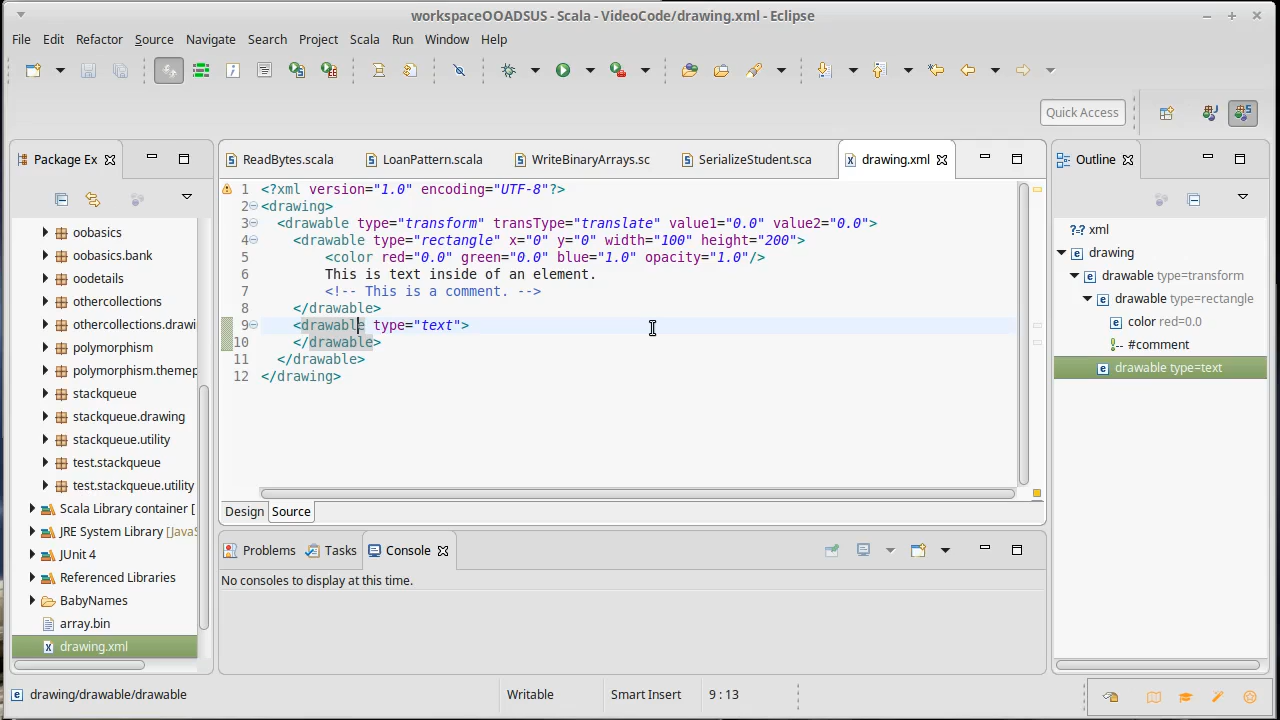 workspaceOOADSUS - Scala - VideoCode/drawing.xml - Eclipse
File Edit Refactor Source Navigate Search Project Scala Run Window Help
Quick Access
Package Ex
ReadBytes.scala LoanPattern.scala WriteBinaryArrays.sc SerializeStudent.sca drawing.xml
Outline
oobasics
oobasics.bank
oodetails
othercollections
othercollections.drawi
polymorphism
polymorphism.themep
stackqueue
stackqueue.drawing
stackqueue.utility
test.stackqueue
test.stackqueue.utility
Scala Library container [
JRE System Library [JavaS
JUnit 4
Referenced Libraries
BabyNames
array.bin
drawing.xml
1 <?xml version="1.0" encoding="UTF-8"?>
2 <drawing>
3 <drawable type="transform" transType="translate" value1="0.0" value2="0.0">
4 <drawable type="rectangle" x="0" y="0" width="100" height="200">
5 <color red="0.0" green="0.0" blue="1.0" opacity="1.0"/>
6 This is text inside of an element.
7 <!-- This is a comment. -->
8 </drawable>
9 <drawable type="text">
10 </drawable>
11 </drawable>
12 </drawing>
Design Source
Problems Tasks Console
No consoles to display at this time.
?-? xml
drawing
drawable type=transform
drawable type=rectangle
color red=0.0
#comment
drawable type=text
drawing/drawable/drawable Writable Smart Insert 9 : 13